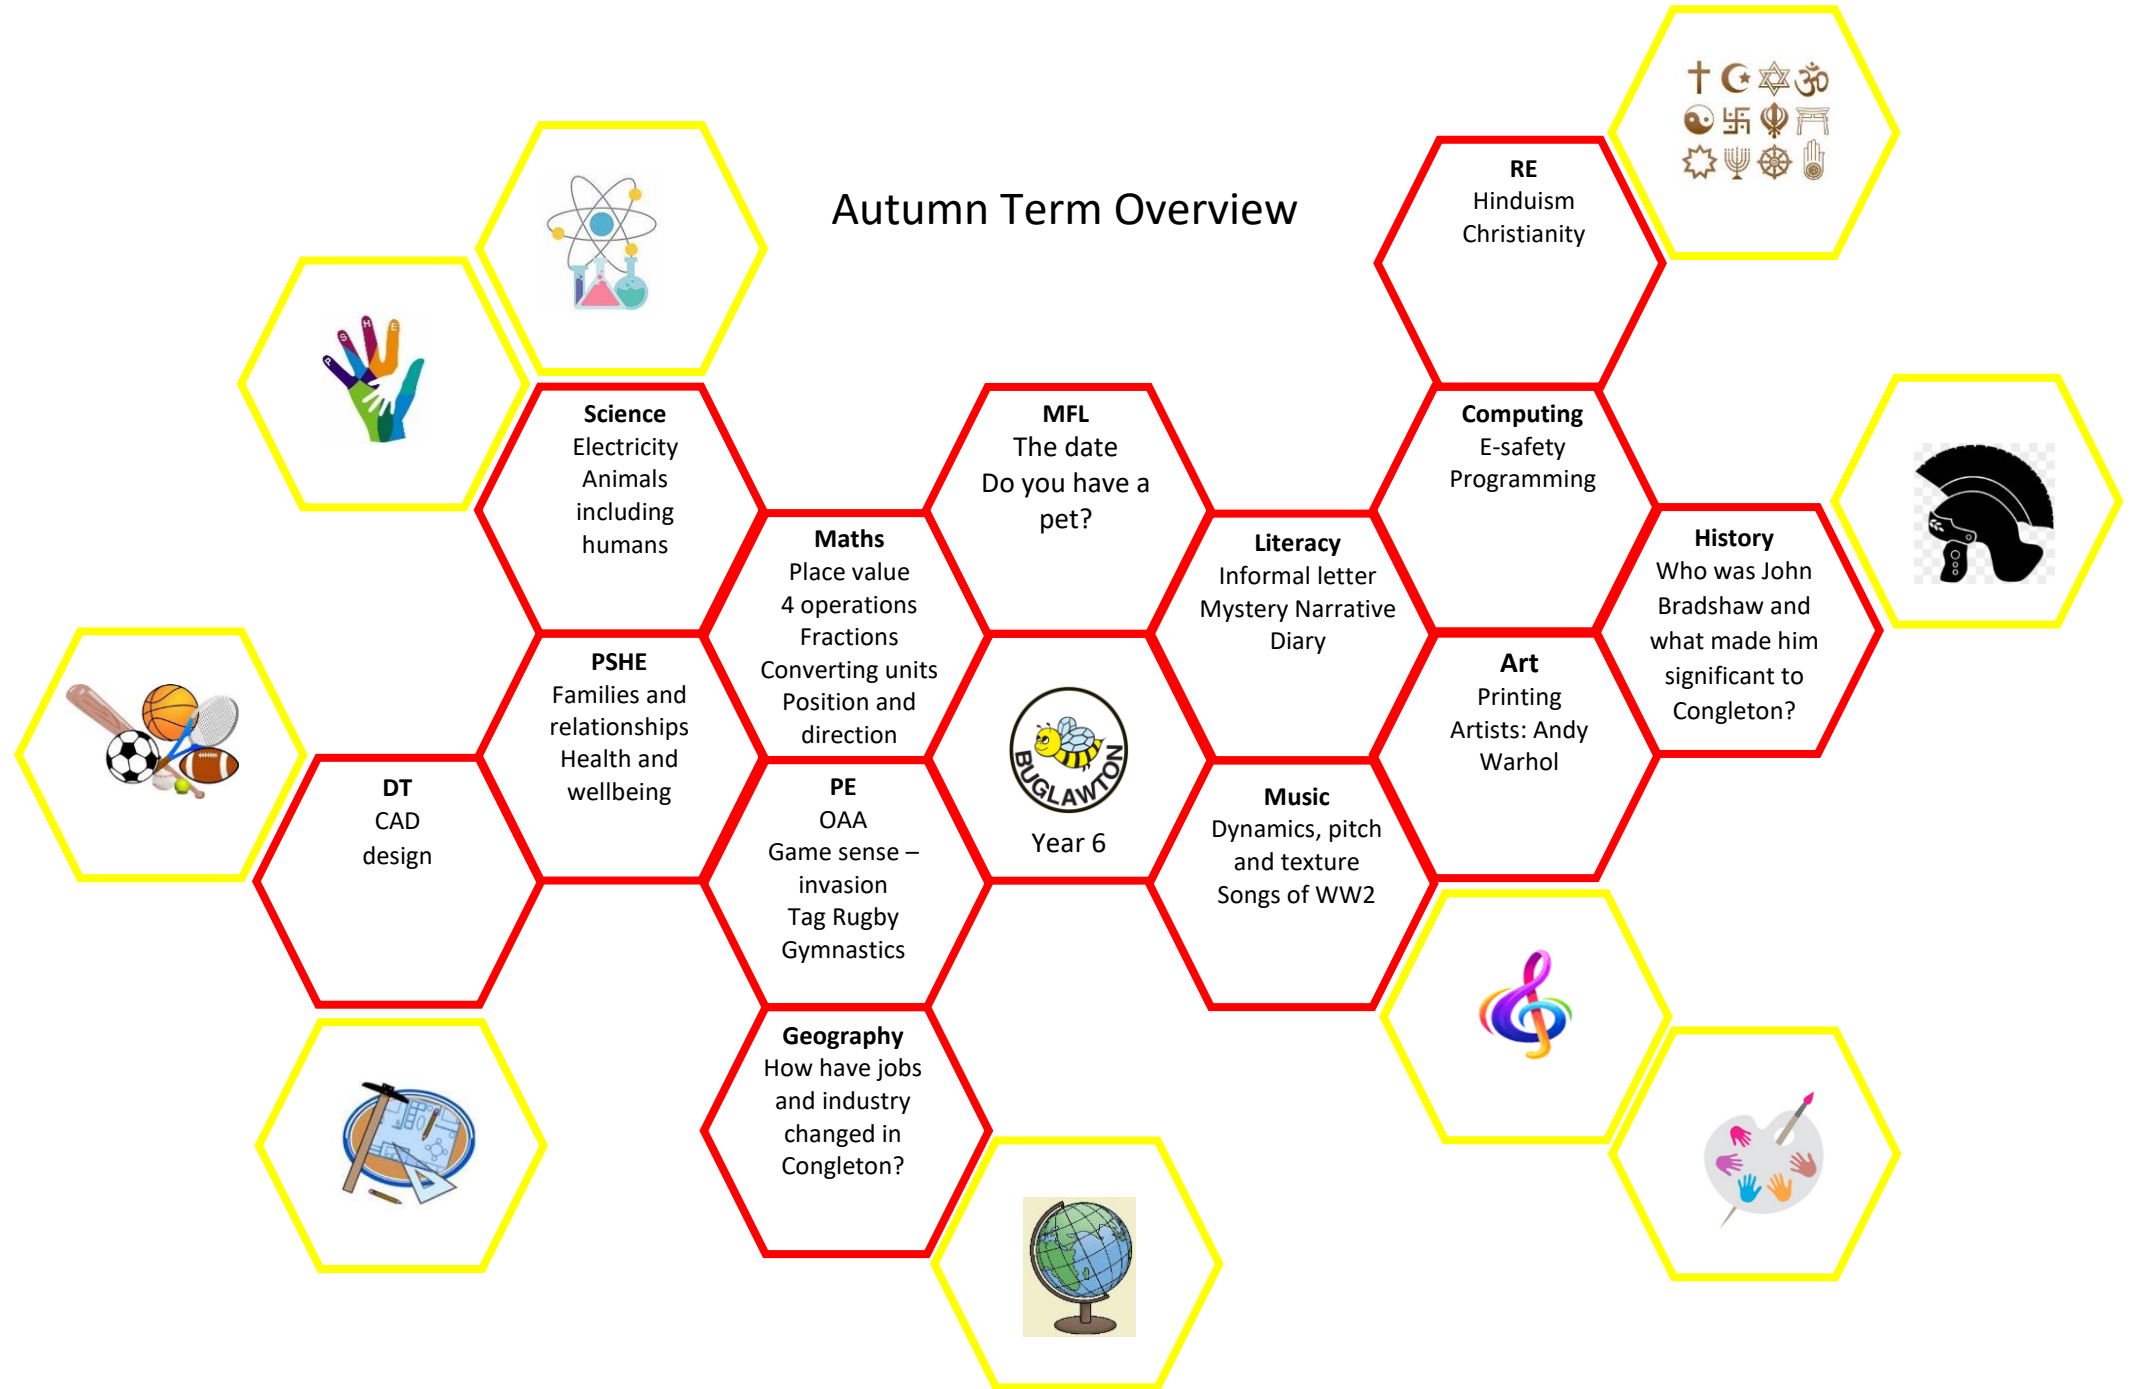 Autumn Term Overview
RE
Hinduism
Christianity
P S H E
Science
Electricity
Animals
including
humans
MFL
The date
Do you have a
pet?
Computing
E-safety
Programming
Maths
Place value
4 operations
Fractions
Converting units
Position and
direction
Literacy
Informal letter
Mystery Narrative
Diary
History
Who was John
Bradshaw and
what made him
significant to
Congleton?
PSHE
Families and
relationships
Health and
wellbeing
BUGLAWTON
Year 6
Art
Printing
Artists: Andy
Warhol
DT
CAD
design
PE
OAA
Game sense –
invasion
Tag Rugby
Gymnastics
Music
Dynamics, pitch
and texture
Songs of WW2
Geography
How have jobs
and industry
changed in
Congleton?